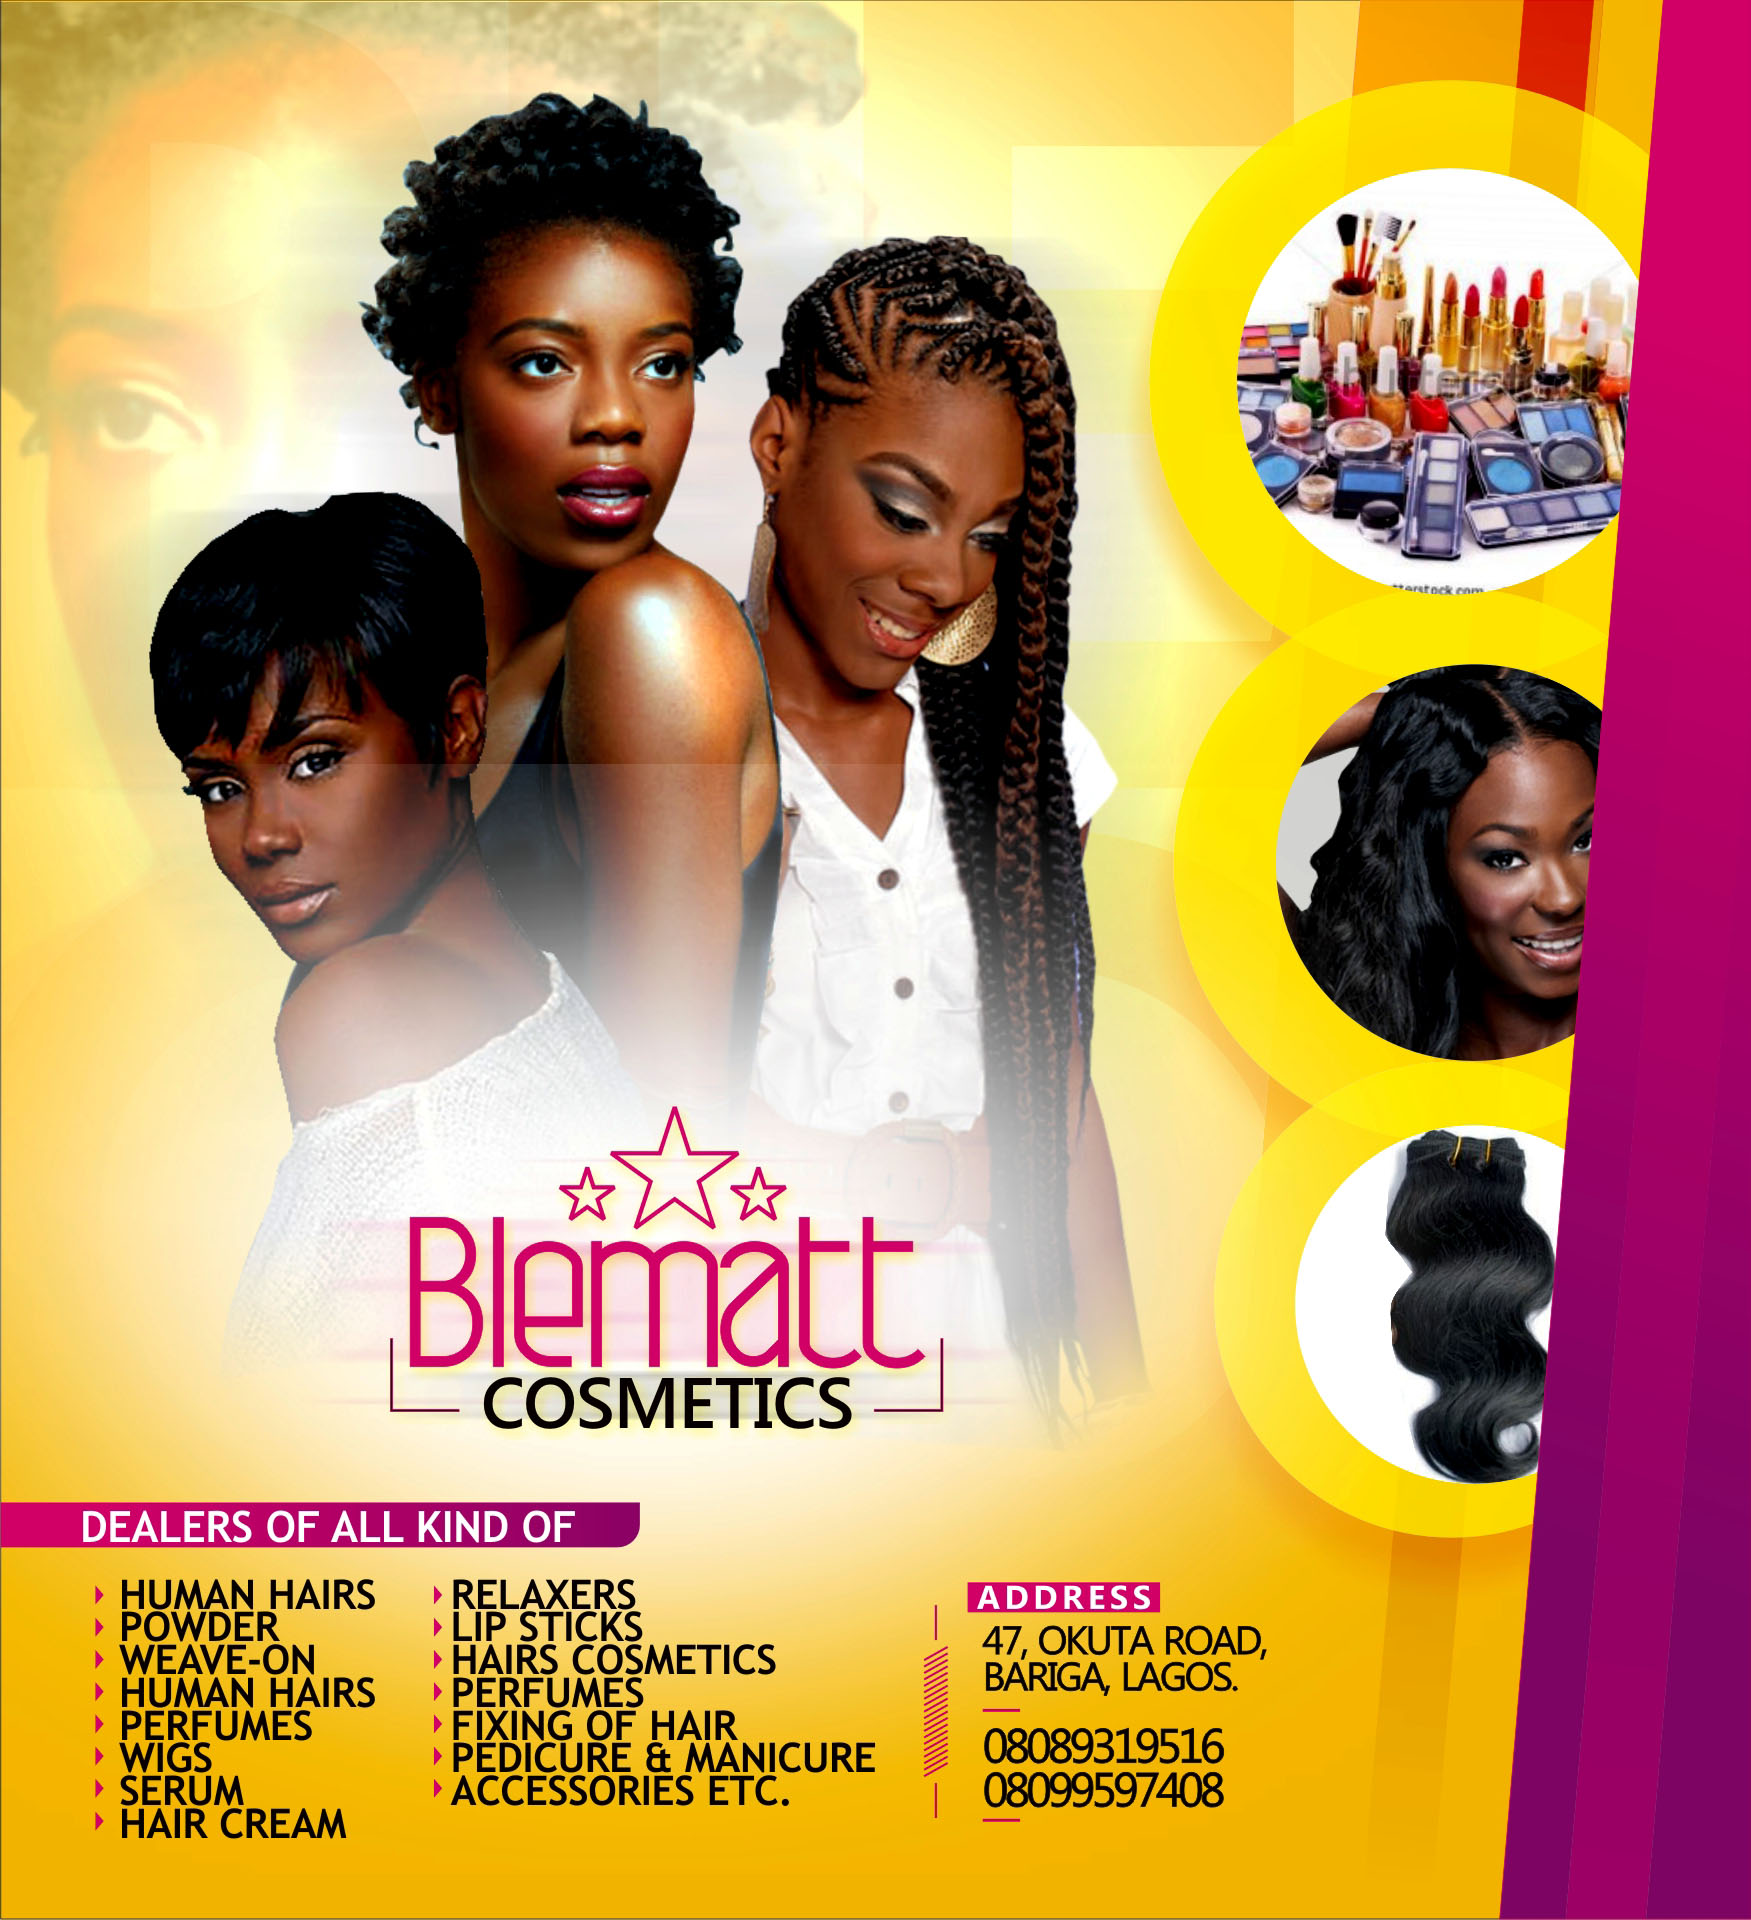 shutterstock
Blematt
COSMETICS
DEALERS OF ALL KIND OF
HUMAN HAIRS
POWDER
WEAVE-ON
HUMAN HAIRS
PERFUMES
WIGS
SERUM
HAIR CREAM
RELAXERS
LIP STICKS
HAIRS COSMETICS
PERFUMES
FIXING OF HAIR
PEDICURE & MANICURE
ACCESSORIES ETC.
ADDRESS
47, OKUTA ROAD,
BARIGA, LAGOS.
08089319516
08099597408